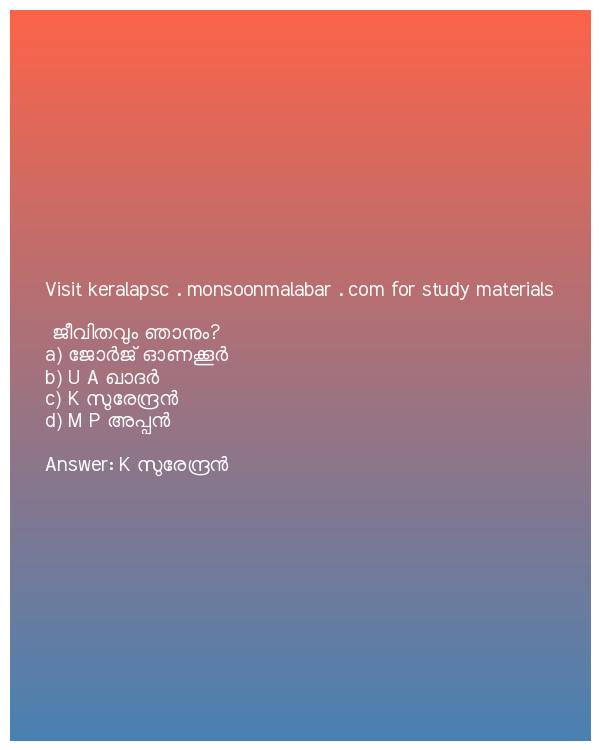 Visit keralapsc . monsoonmalabar . com for study materials
ജീവിതവും ഞാനും?
a) ജോർജ് ഓണക്കൂർ
b) U A ഖാദർ
c) K സുരേന്ദ്രൻ
d) M P അപ്പൻ
Answer: K സുരേന്ദ്രൻ